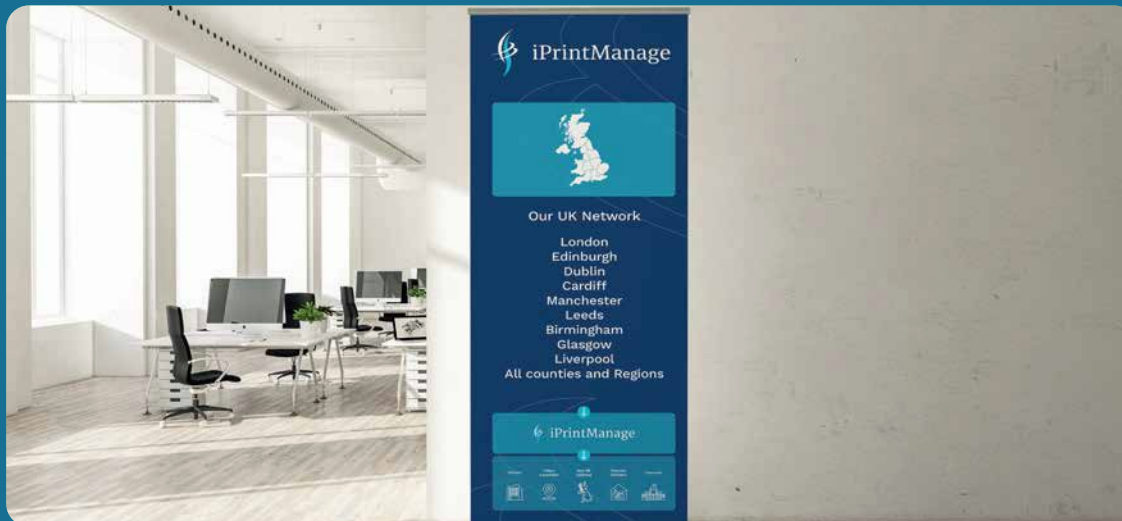 iPrintManage
Our UK Network
London
Edinburgh
Dublin
Cardiff
Manchester
Leeds
Birmingham
Glasgow
Liverpool
All counties and Regions
iPrintManage